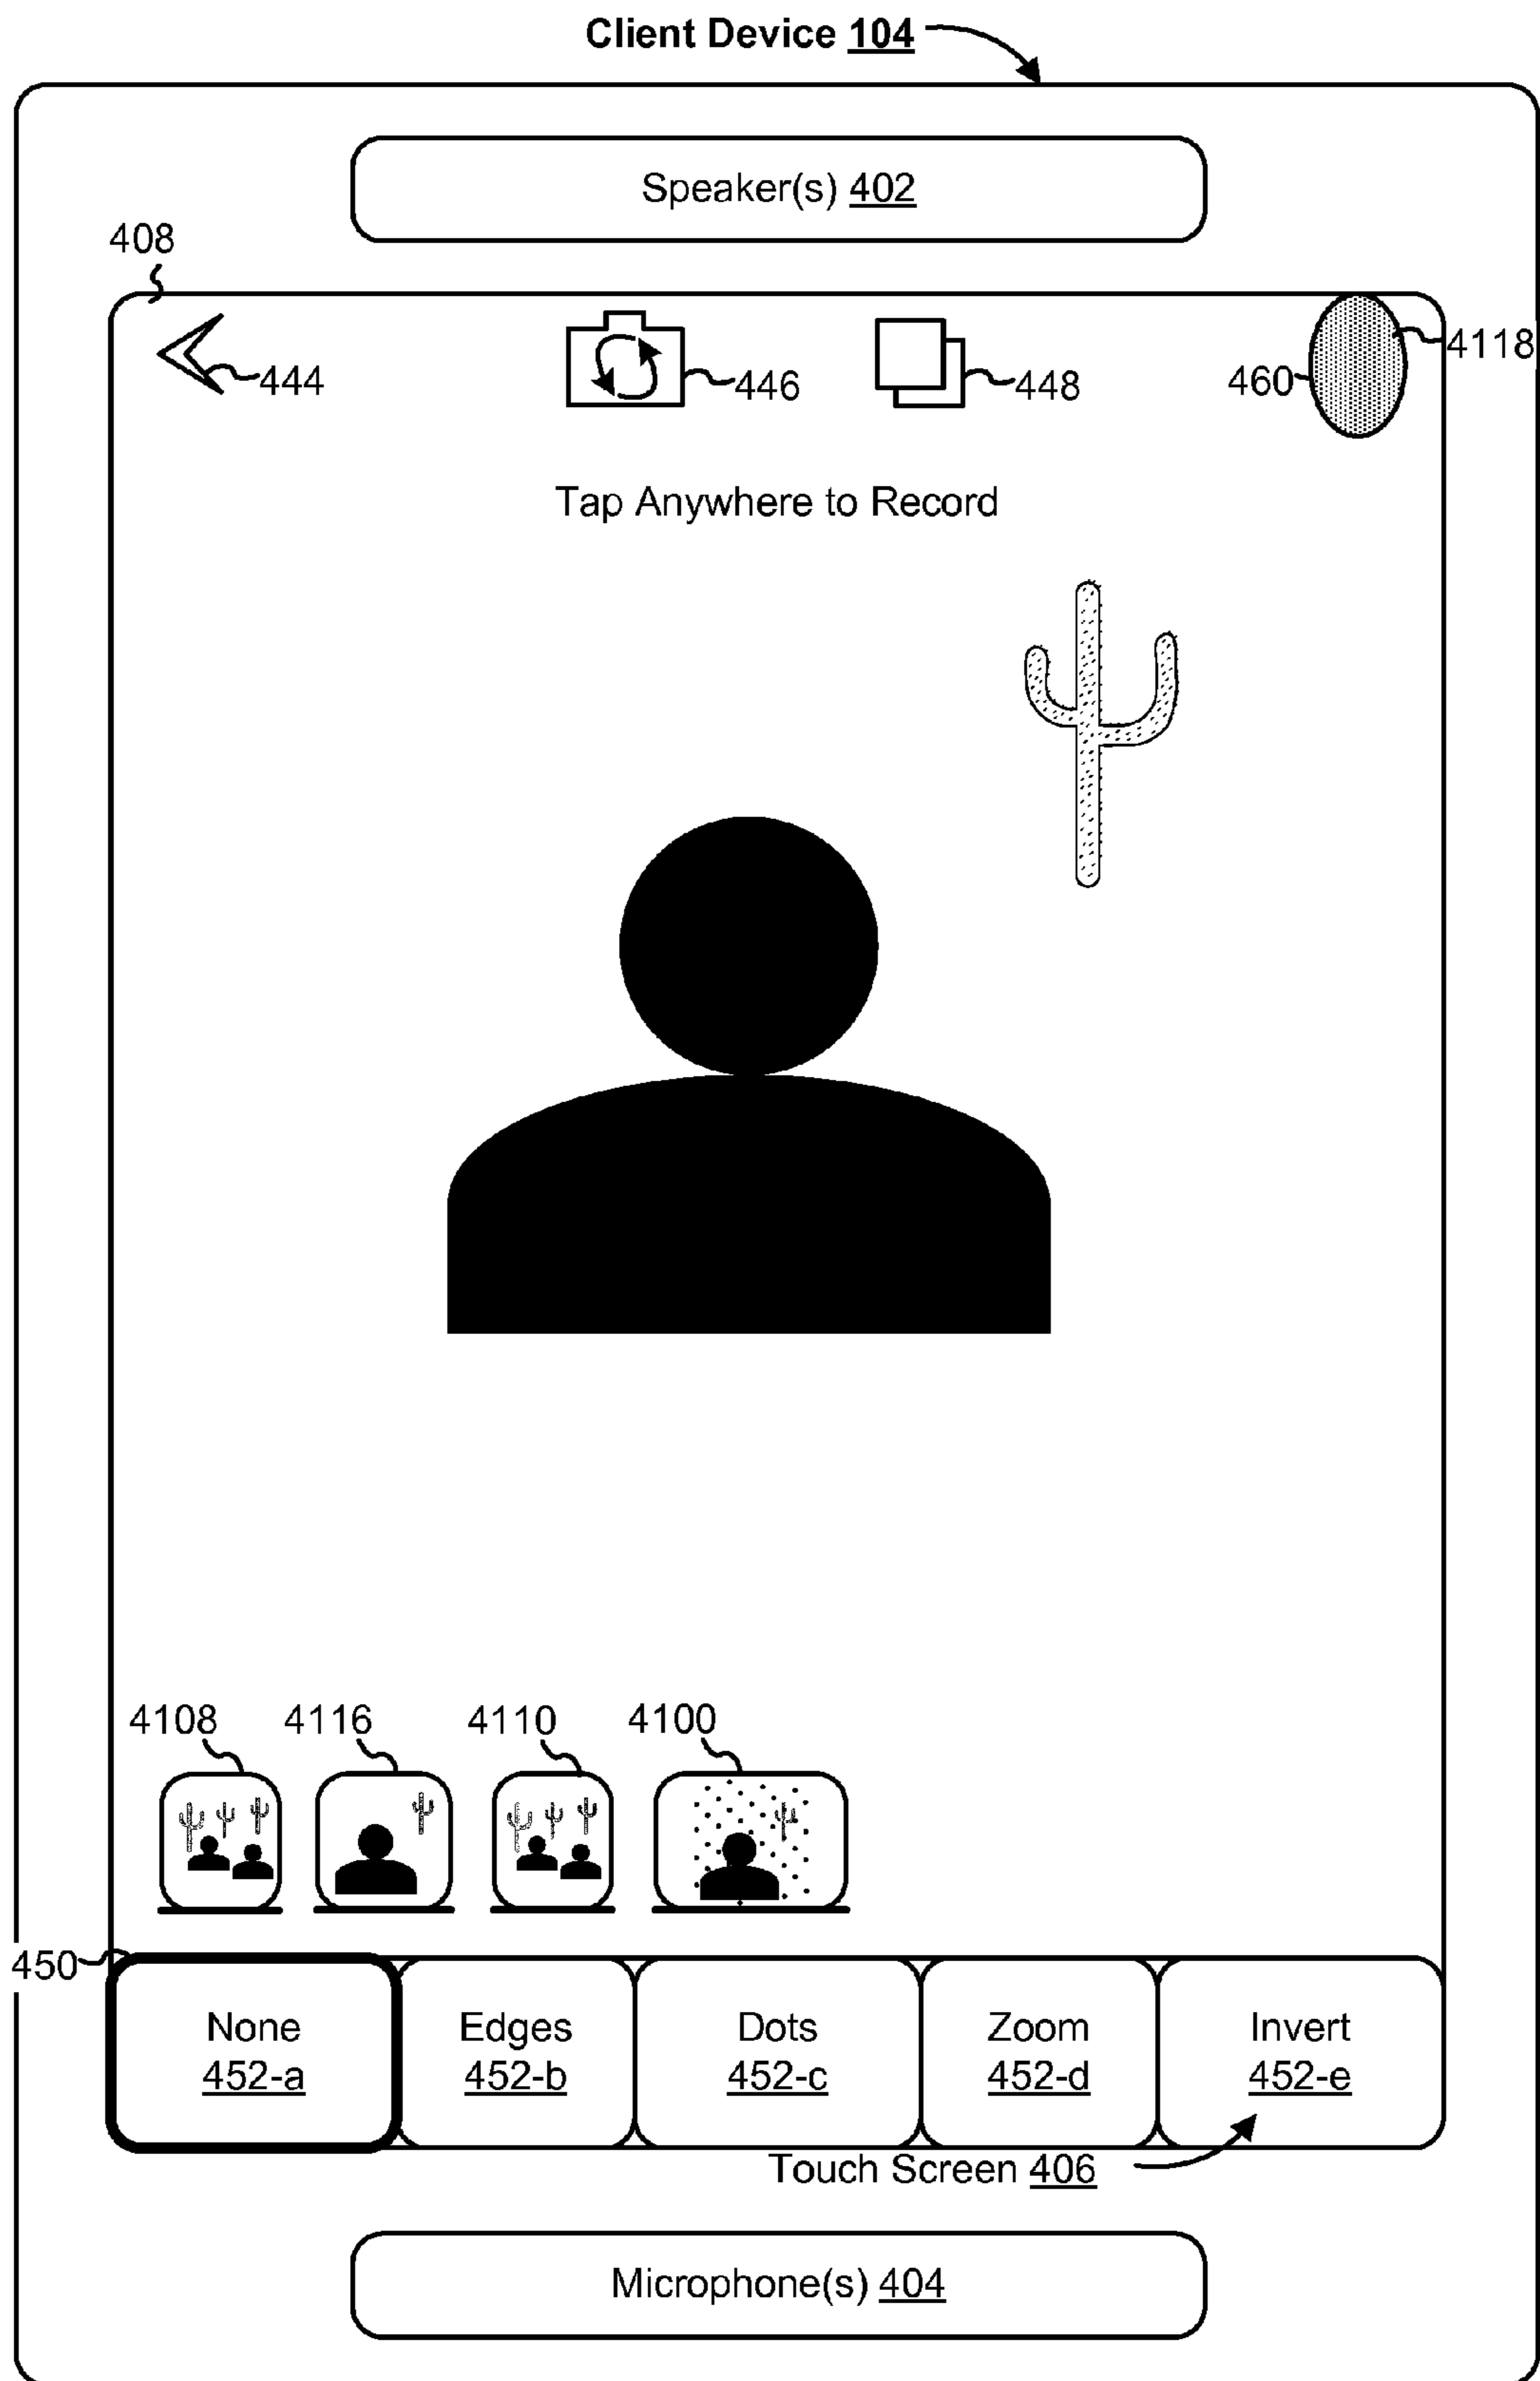 Client Device 104
Speaker(s) 402
408
444
446
448
460
4118
Tap Anywhere to Record
4108
4116
4110
4100
450
None
452-a
Edges
452-b
Dots
452-c
Zoom
452-d
Invert
452-e
Touch Screen 406
Microphone(s) 404